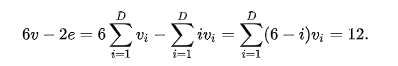 6v − 2e = 6 ∑_{i=1}^{D} v_i − ∑_{i=1}^{D} iv_i = ∑_{i=1}^{D} (6 − i)v_i = 12.